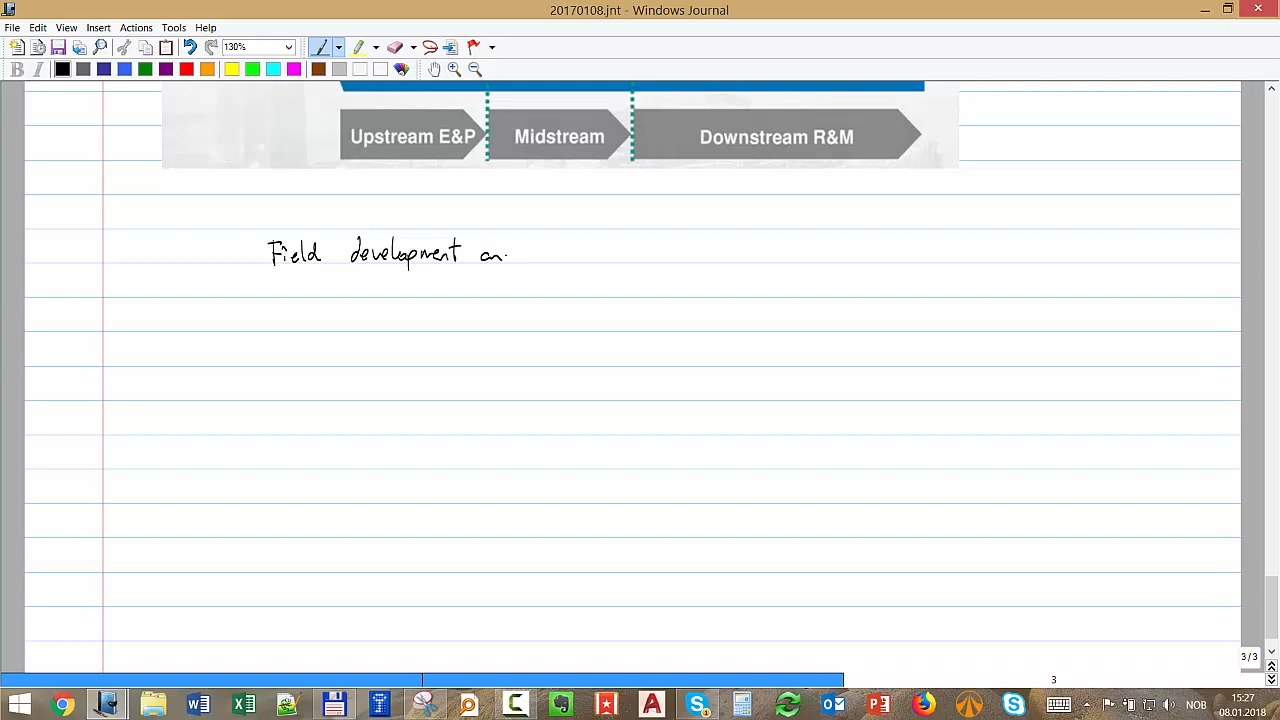 20170108.jnt - Windows Journal
File Edit View Insert Actions Tools Help
130%
B I
Upstream E&P Midstream Downstream R&M
Field development an
3/3
3
NOB
15:27
08.01.2018